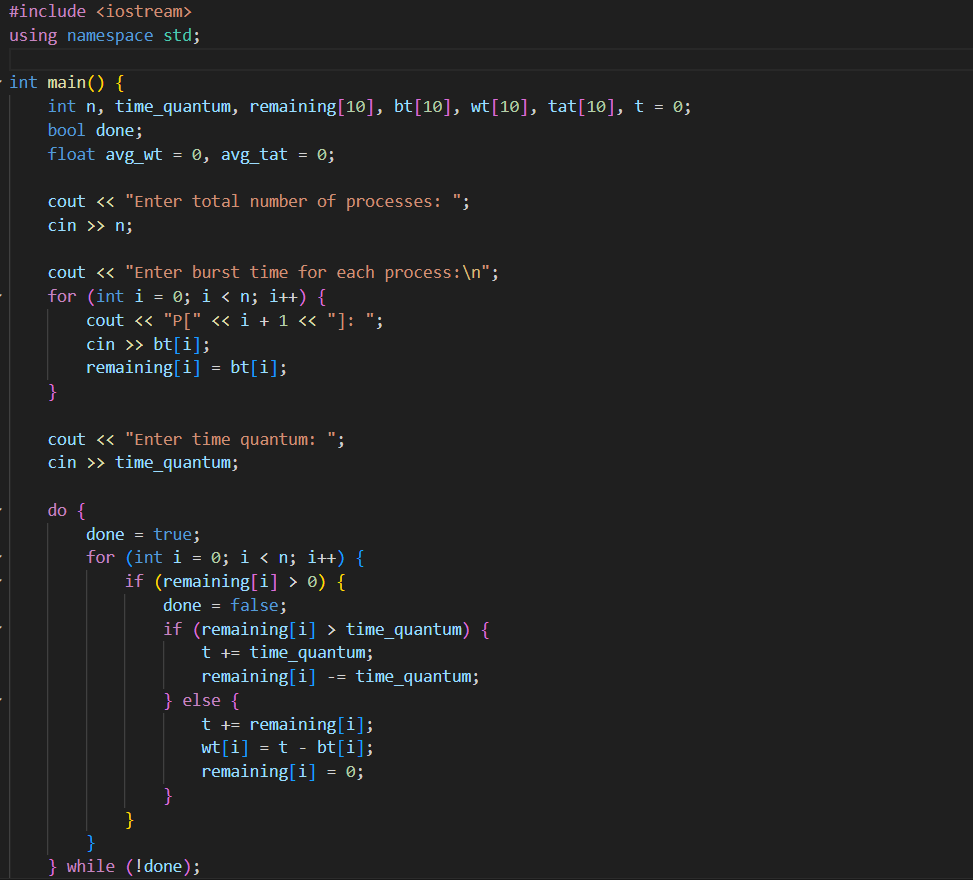 #include <iostream>
using namespace std;
int main() {
int n, time_quantum, remaining[10], bt[10], wt[10], tat[10], t = 0;
bool done;
float avg_wt = 0, avg_tat = 0;
cout << "Enter total number of processes: ";
cin >> n;
cout << "Enter burst time for each process:\n";
for (int i = 0; i < n; i++) {
cout << "P[" << i + 1 << "]: ";
cin >> bt[i];
remaining[i] = bt[i];
}
cout << "Enter time quantum: ";
cin >> time_quantum;
do {
done = true;
for (int i = 0; i < n; i++) {
if (remaining[i] > 0) {
done = false;
if (remaining[i] > time_quantum) {
t += time_quantum;
remaining[i] -= time_quantum;
} else {
t += remaining[i];
wt[i] = t - bt[i];
remaining[i] = 0;
}
}
}
} while (!done);